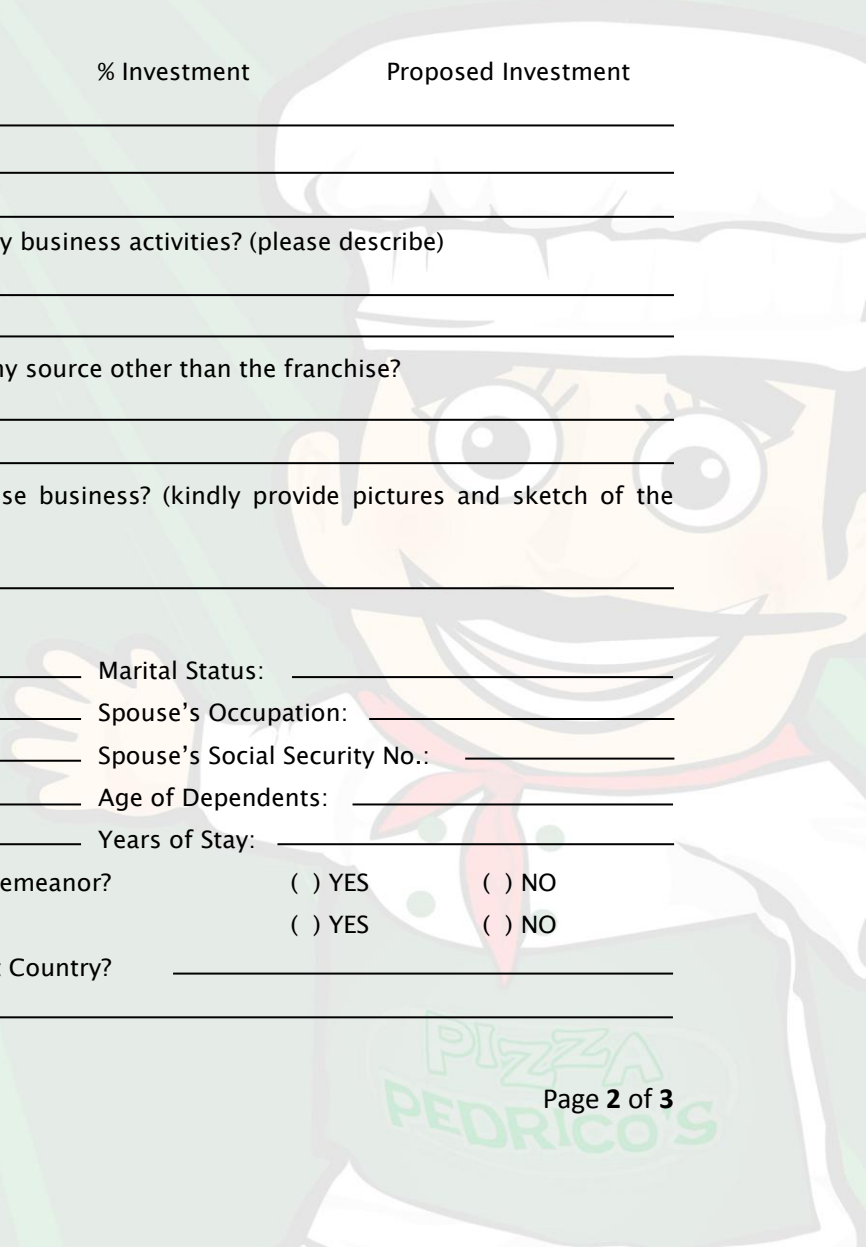 % Investment Proposed Investment
y business activities? (please describe)
ny source other than the franchise?
se business? (kindly provide pictures and sketch of the
Marital Status:
Spouse’s Occupation:
Spouse’s Social Security No.:
Age of Dependents:
Years of Stay:
emeanor? ( ) YES ( ) NO
( ) YES ( ) NO
t Country?
PIZZA
PEDRICO'S
Page 2 of 3